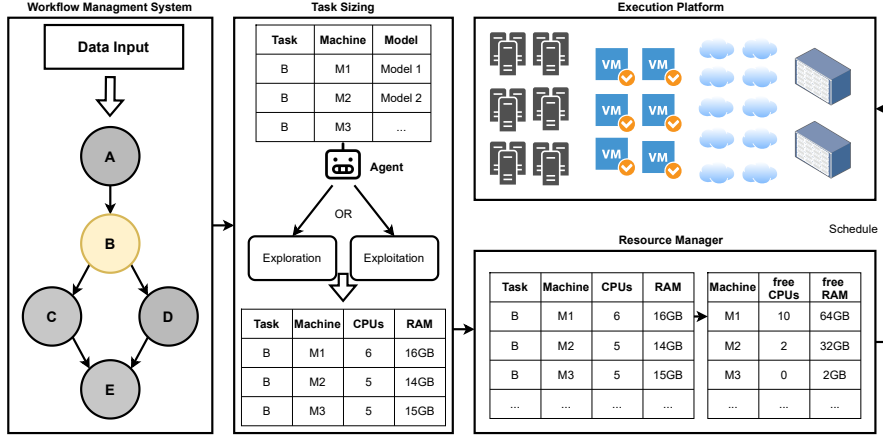 Workflow Managment System
Data Input
A
B
C
D
E
Task Sizing
Task Machine Model
B M1 Model 1
B M2 Model 2
B M3 ...
Agent
OR
Exploration Exploitation
Task Machine CPUs RAM
B M1 6 16GB
B M2 5 14GB
B M3 5 15GB
Execution Platform
VM VM
VM VM
VM VM
Schedule
Resource Manager
Task Machine CPUs RAM
B M1 6 16GB
B M2 5 14GB
B M3 5 15GB
... ... ... ...
Machine free CPUs free RAM
M1 10 64GB
M2 2 32GB
M3 0 2GB
... ... ...